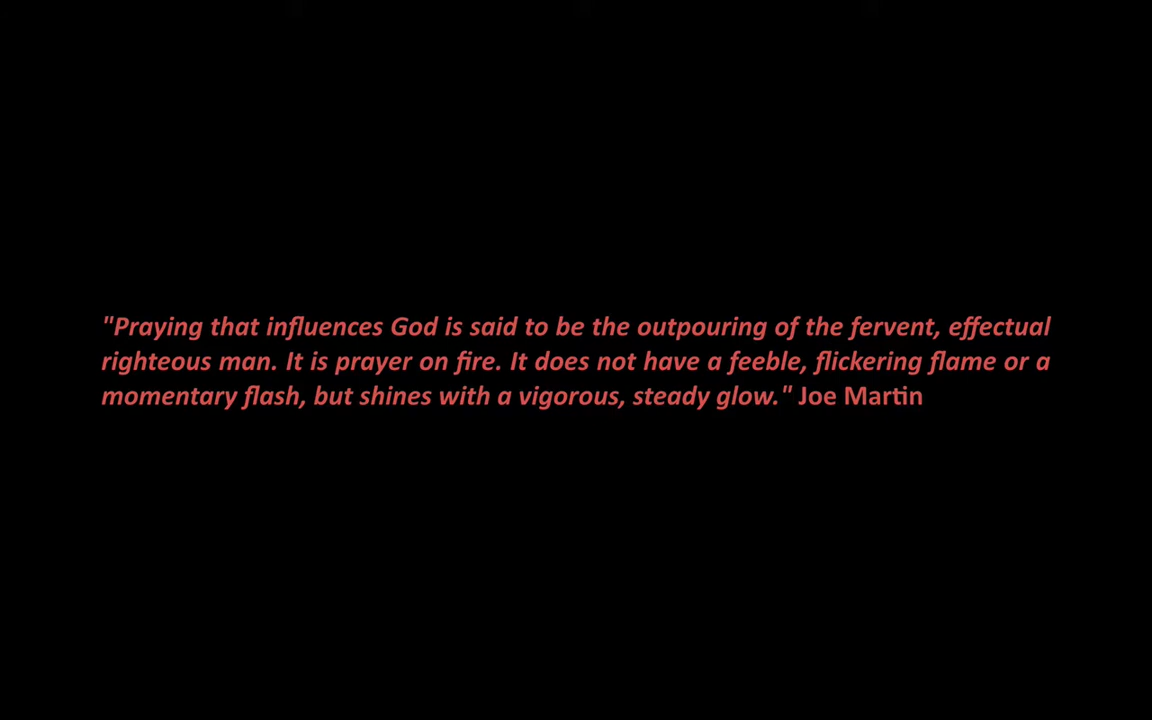 "Praying that influences God is said to be the outpouring of the fervent, effectual
righteous man. It is prayer on fire. It does not have a feeble, flickering flame or a
momentary flash, but shines with a vigorous, steady glow." Joe Martin